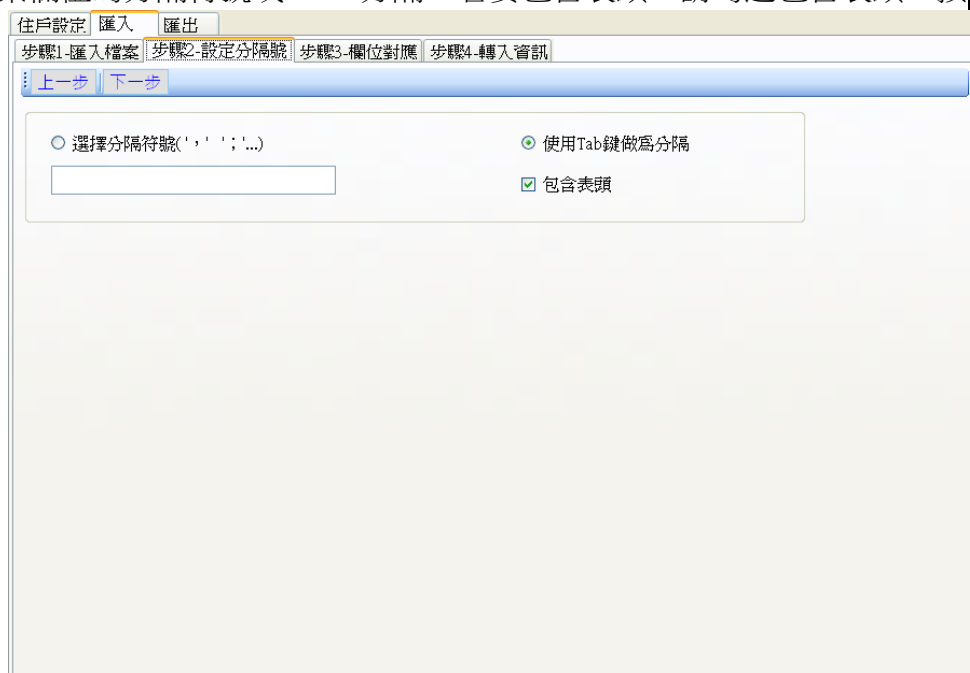 住戶設定 匯入 匯出
步驟1-匯入檔案 步驟2-設定分隔號 步驟3-欄位對應 步驟4-轉入資訊
上一步 下一步
選擇分隔符號(',' ';'...) 使用Tab鍵做為分隔
包含表頭